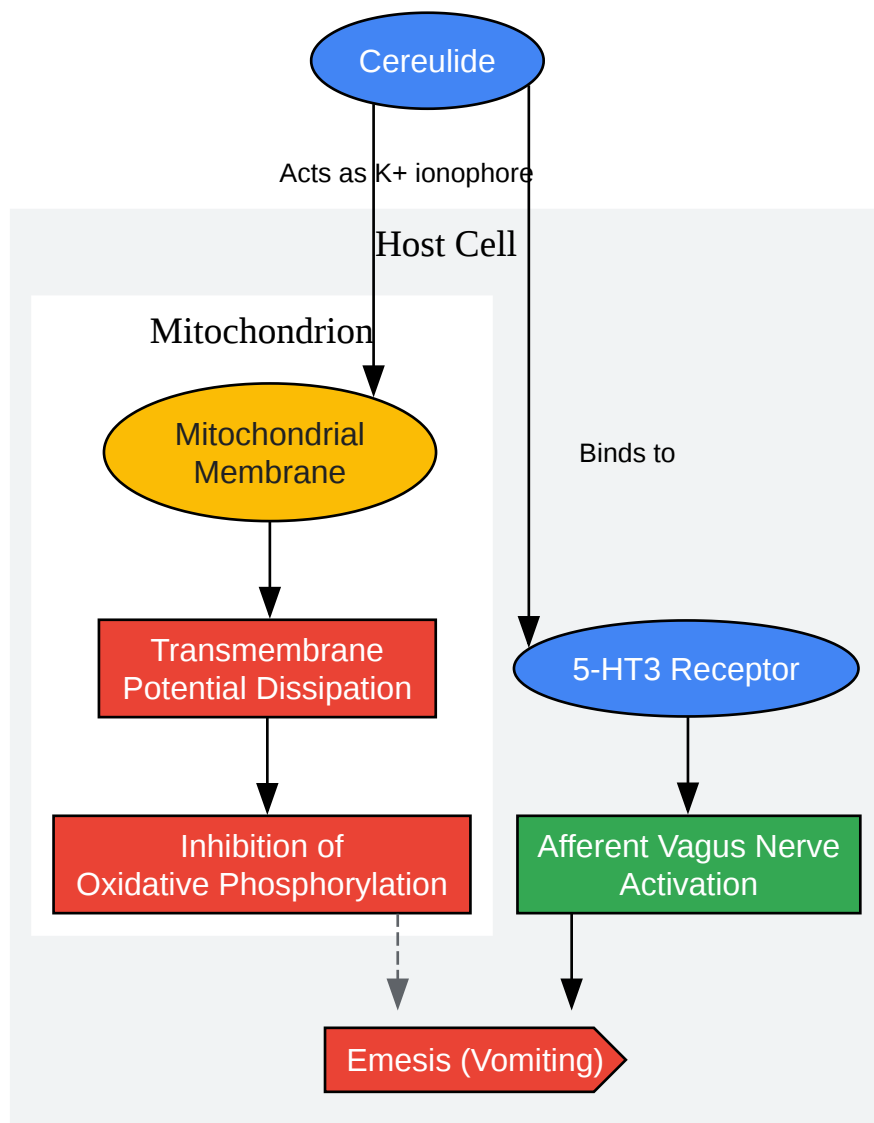 Cereulide
Acts as K+ ionophore
Host Cell
Mitochondrion
Mitochondrial
Membrane
Binds to
Transmembrane
Potential Dissipation
5-HT3 Receptor
Inhibition of
Oxidative Phosphorylation
Afferent Vagus Nerve
Activation
Emesis (Vomiting)